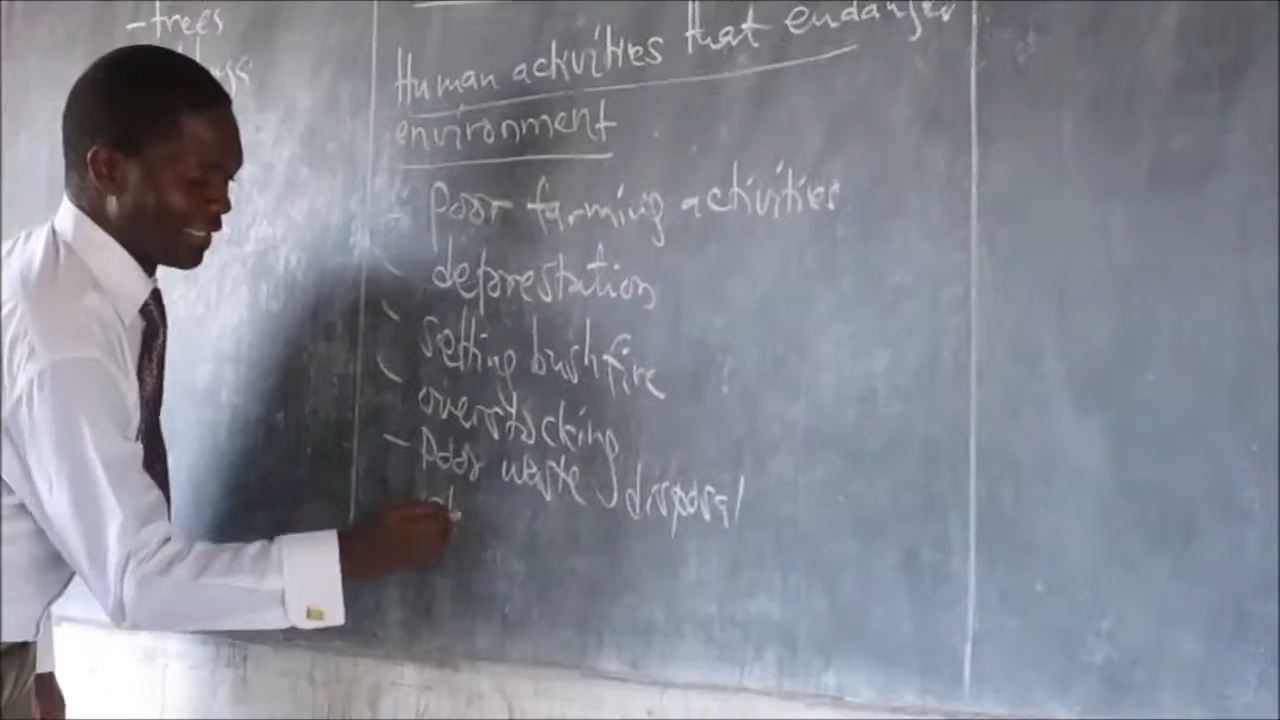 - trees
Human activities that endanger
environment
- poor farming activities
- deforestation
- setting bushfire
- overstocking
- Poor waste disposal